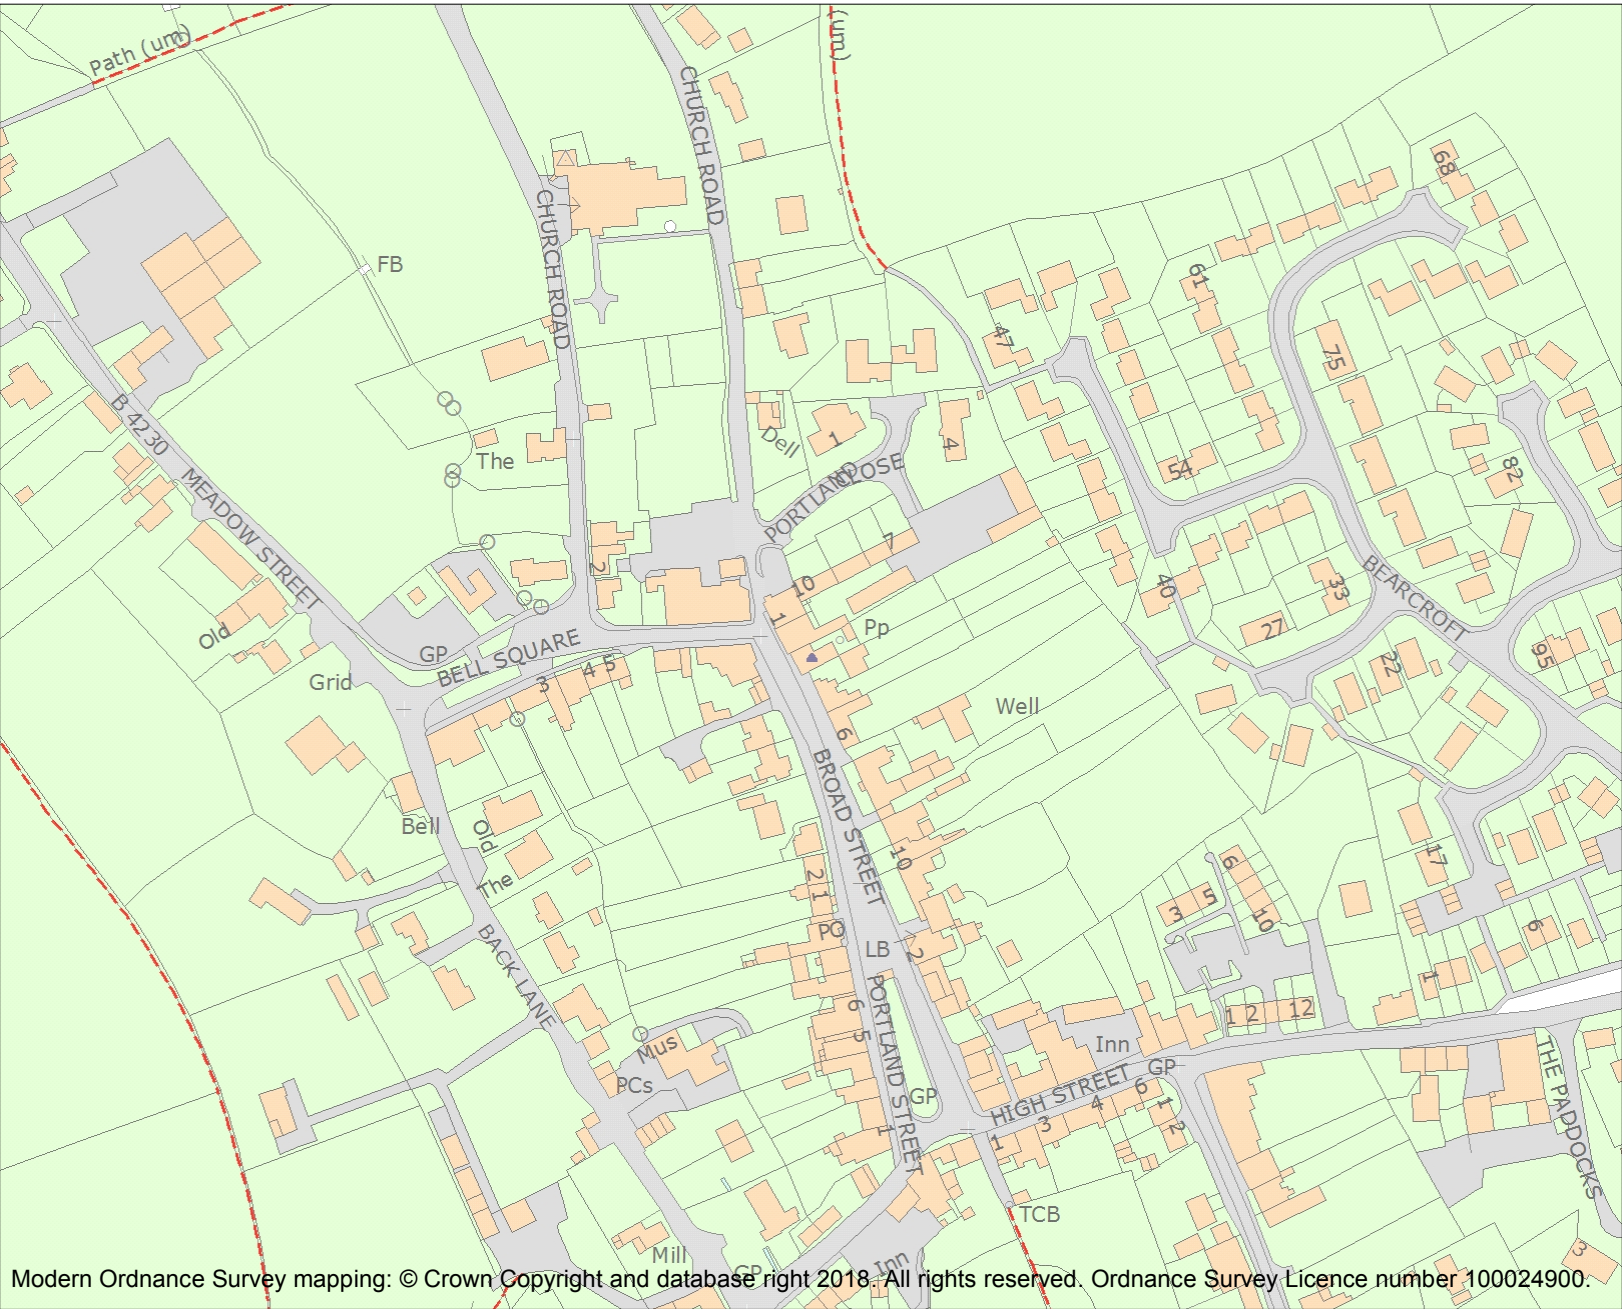 Path (um)
(um)
CHURCH ROAD
CHURCH ROAD
68
FB
61
47
75
B 4230
Dell
1
4
The
PORTLAND CLOSE
54
82
MEADOW STREET
7
2
10
40
33
BEARCROFT
1
Pp
27
Old
GP
BELL SQUARE
95
22
Grid
3
4
5
Well
6
BROAD STREET
Bell
Old
The
10
17
2
1
6
5
3
10
PO
LB
2
6
BACK LANE
1
PORTLAND STREET
6
5
1 2
12
Mus
Inn
GP
PCs
GP
HIGH STREET
6
4
3
1
2
1
1
THE PADDOCKS
TCB
Mill
GP
Inn
3
Modern Ordnance Survey mapping: © Crown Copyright and database right 2018. All rights reserved. Ordnance Survey Licence number 100024900.